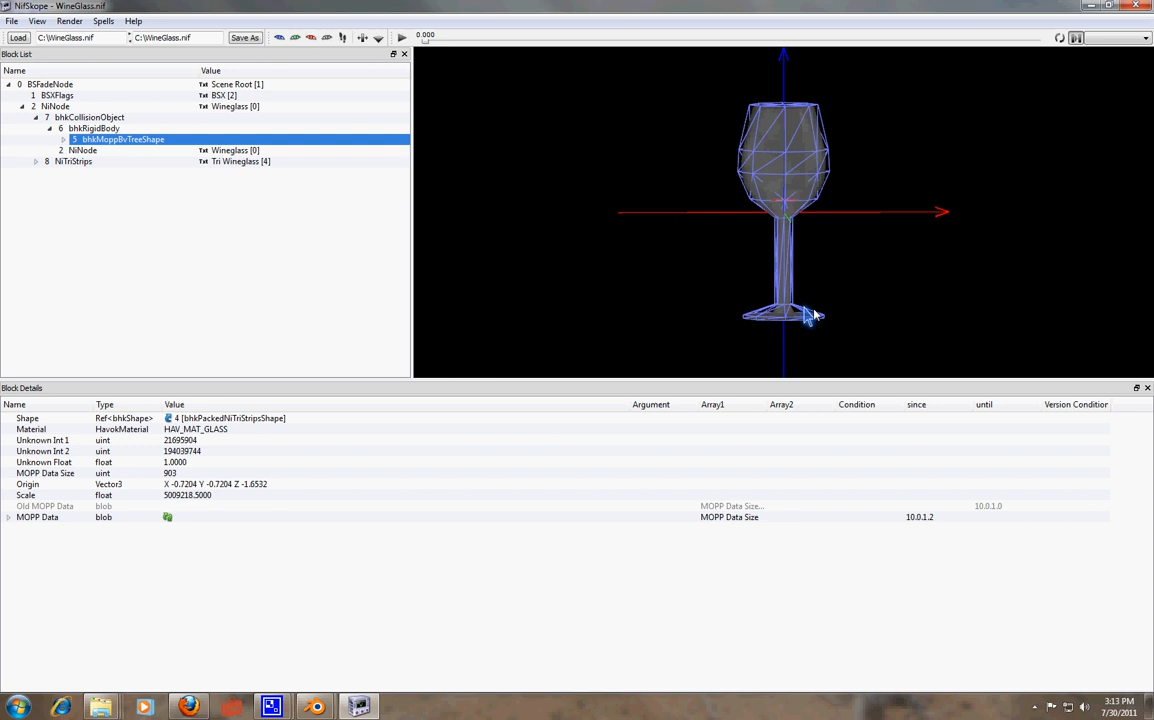 NifSkope - WineGlass.nif
File View Render Spells Help
Load C:\WineGlass.nif C:\WineGlass.nif Save As 0.000
Block List
Name Value
0 BSFadeNode Txt Scene Root [1]
1 BSXFlags Txt BSX [2]
2 NiNode Txt Wineglass [0]
7 bhkCollisionObject
6 bhkRigidBody
5 bhkMoppBvTreeShape
2 NiNode Txt Wineglass [0]
8 NiTriStrips Txt Tri Wineglass [4]
Block Details
Name Type Value Argument Array1 Array2 Condition since until Version Condition
Shape Ref<bhkShape> 4 [bhkPackedNiTriStripsShape]
Material HavokMaterial HAV_MAT_GLASS
Unknown Int 1 uint 21695904
Unknown Int 2 uint 194039744
Unknown Float float 1.0000
MOPP Data Size uint 903
Origin Vector3 X -0.7204 Y -0.7204 Z -1.6532
Scale float 5009218.5000
Old MOPP Data blob MOPP Data Size... 10.0.1.0
MOPP Data blob MOPP Data Size 10.0.1.2
3:13 PM
7/30/2011